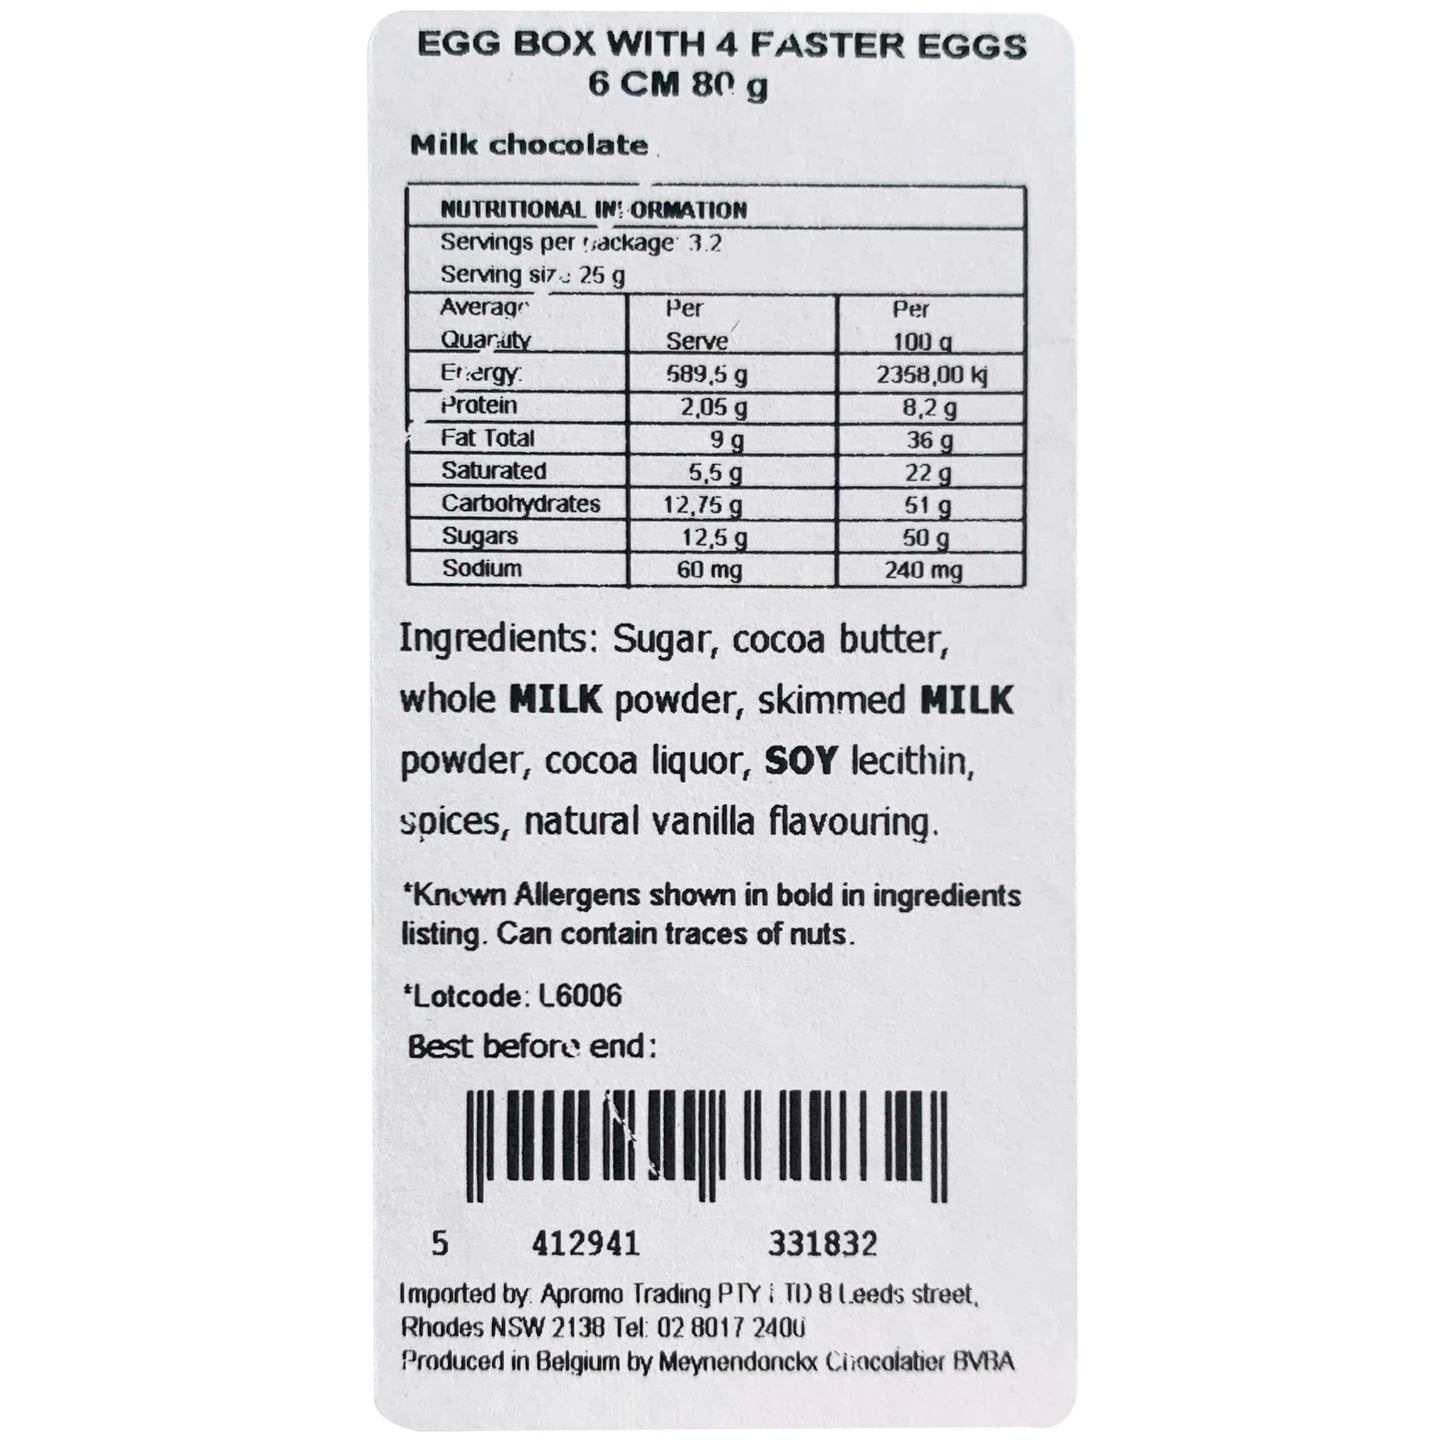 EGG BOX WITH 4 FASTER EGGS
6 CM 80 g
Milk chocolate
NUTRITIONAL INFORMATION
Servings per package: 3.2
Serving size: 25 g
Average Quantity Per Serve Per 100 g
Energy: 589,5 g 2358,00 kj
Protein 2,05 g 8,2 g
Fat Total 9 g 36 g
Saturated 5,5 g 22 g
Carbohydrates 12,75 g 51 g
Sugars 12,5 g 50 g
Sodium 60 mg 240 mg
Ingredients: Sugar, cocoa butter,
whole MILK powder, skimmed MILK
powder, cocoa liquor, SOY lecithin,
spices, natural vanilla flavouring.
*Known Allergens shown in bold in ingredients
listing. Can contain traces of nuts.
*Lotcode: L6006
Best before end:
5 412941 331832
Imported by: Apromo Trading PTY LTD 8 Leeds street,
Rhodes NSW 2138 Tel: 02 8017 2400
Produced in Belgium by Meynendonckx Chocolatier BVBA